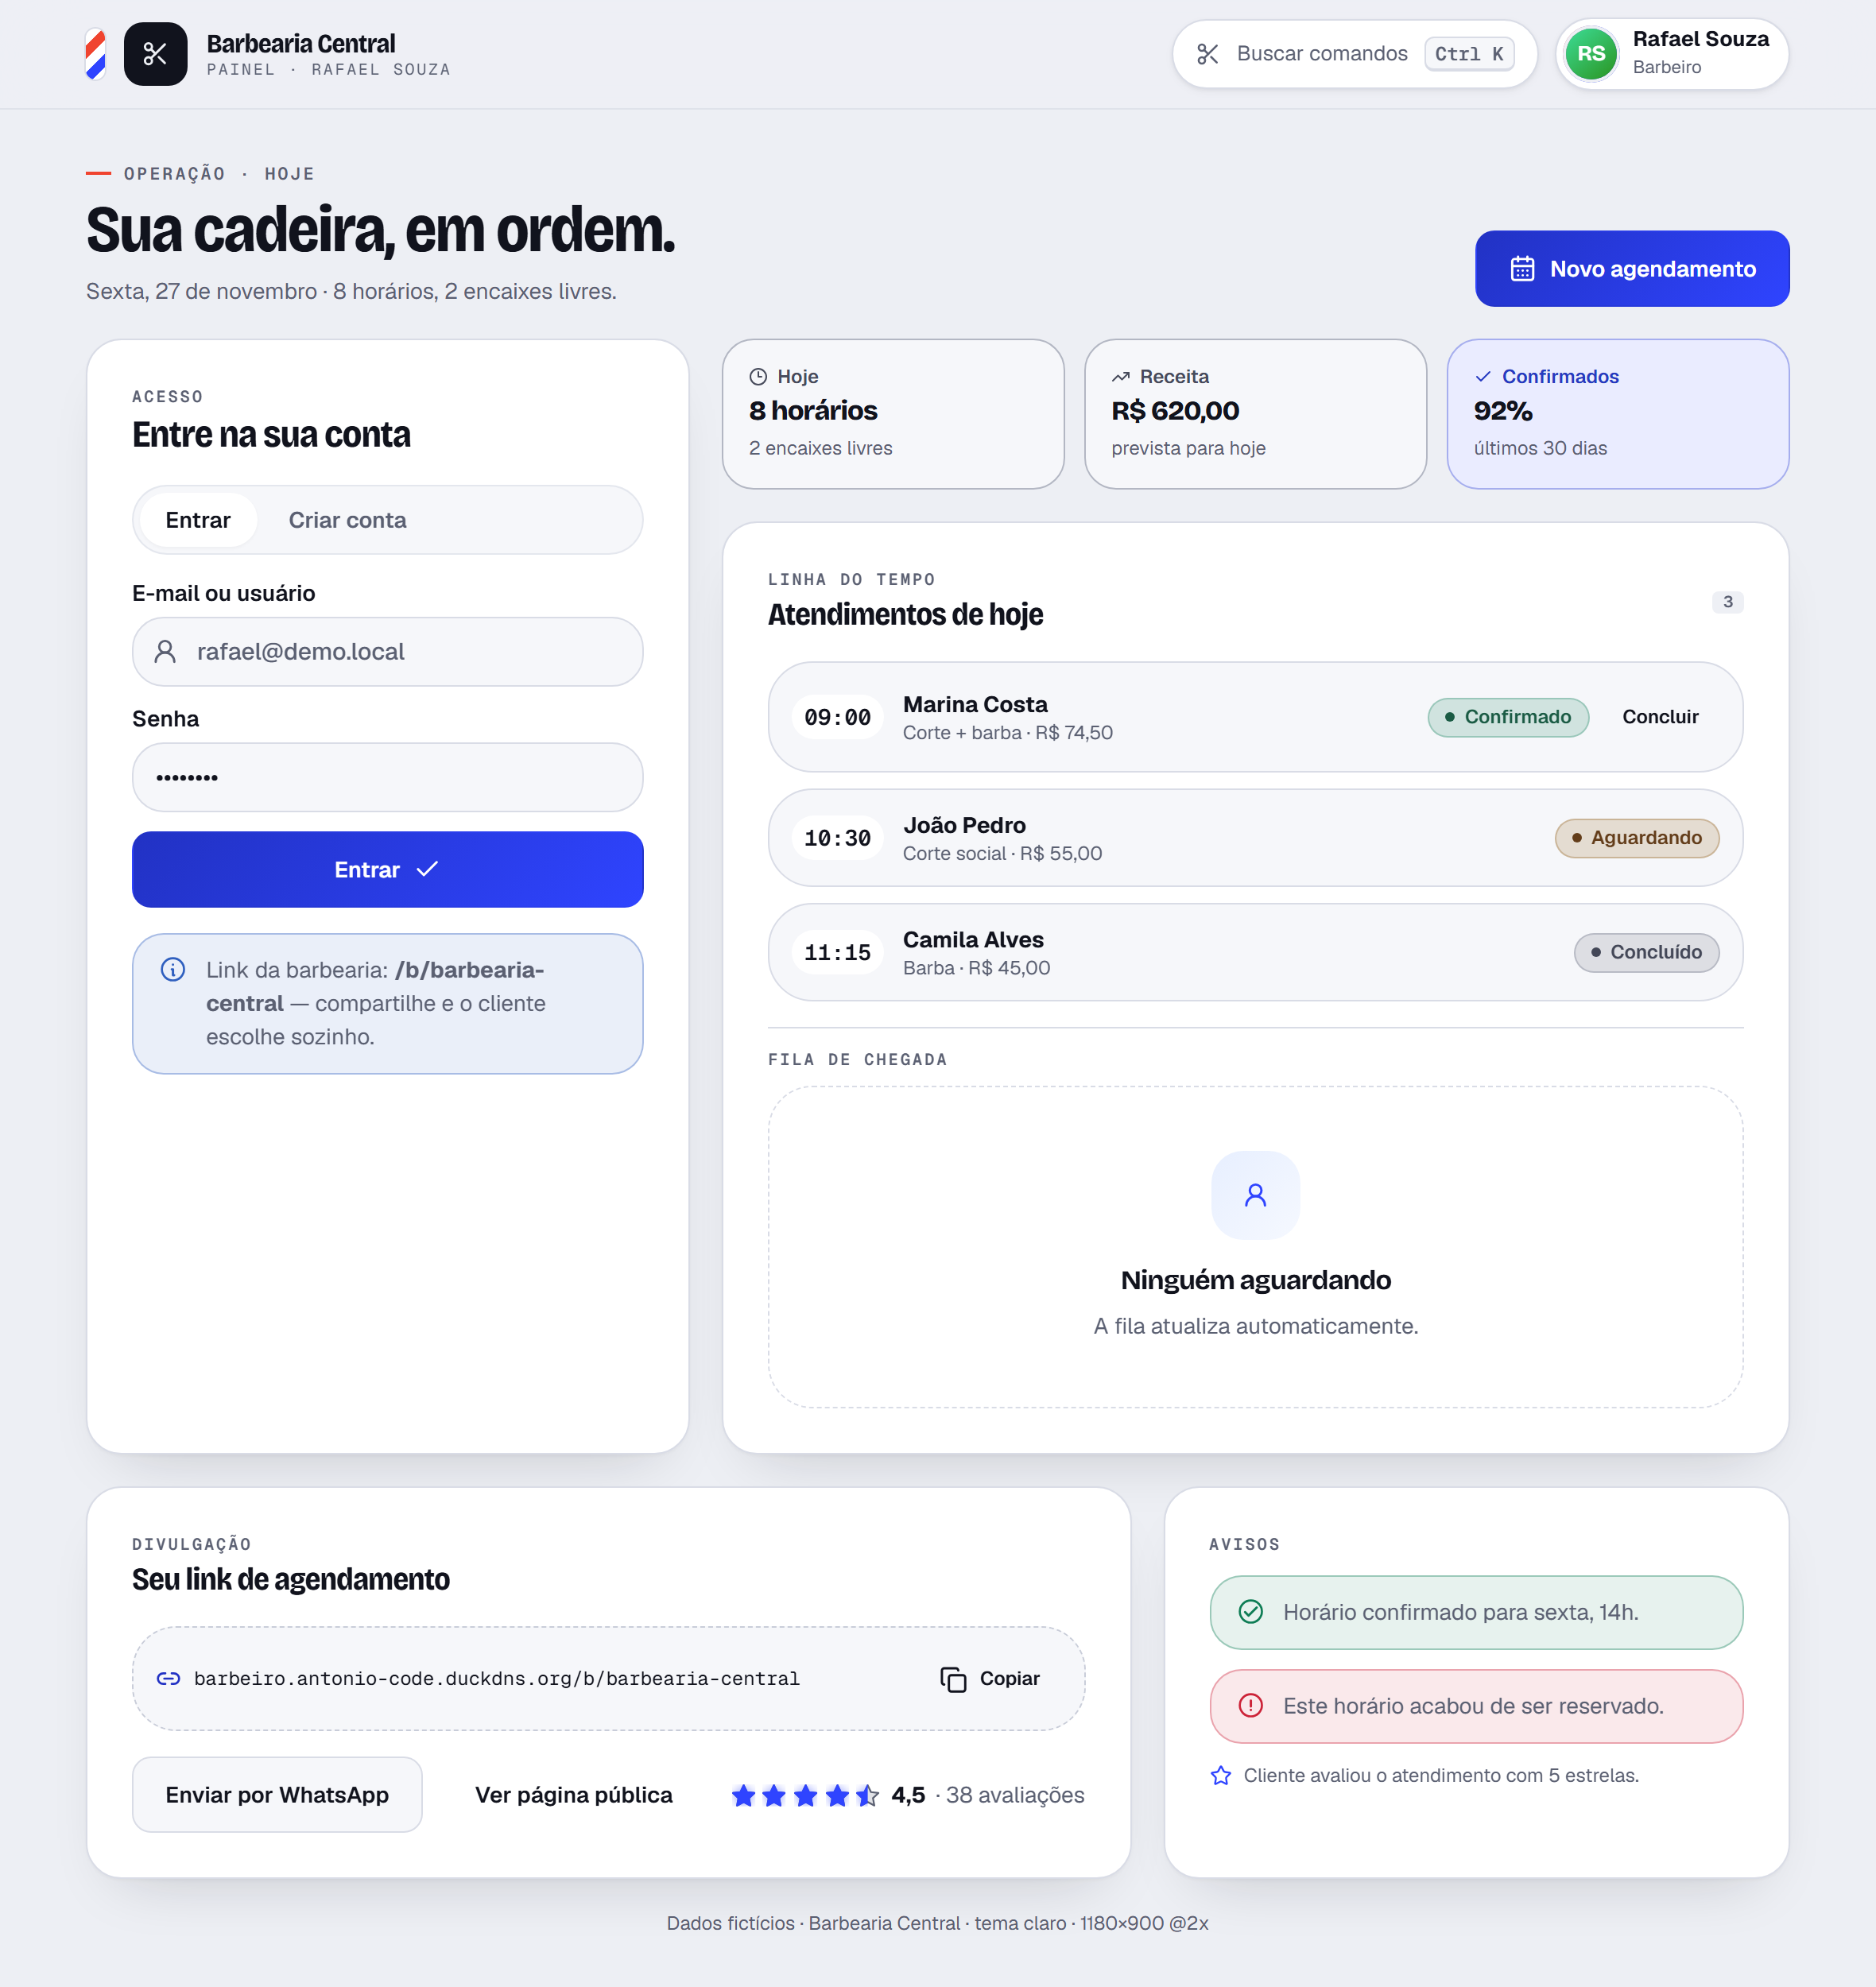 Barbearia Central
PAINEL · RAFAEL SOUZA
Buscar comandos Ctrl K
RS
Rafael Souza
Barbeiro
OPERAÇÃO · HOJE
Sua cadeira, em ordem.
Sexta, 27 de novembro · 8 horários, 2 encaixes livres.
Novo agendamento
ACESSO
Entre na sua conta
Entrar Criar conta
E-mail ou usuário
rafael@demo.local
Senha
••••••••
Entrar
Link da barbearia: /b/barbearia-
central — compartilhe e o cliente
escolhe sozinho.
Hoje
8 horários
2 encaixes livres
Receita
R$ 620,00
prevista para hoje
Confirmados
92%
últimos 30 dias
LINHA DO TEMPO
Atendimentos de hoje
3
09:00
Marina Costa
Corte + barba · R$ 74,50
Confirmado
Concluir
10:30
João Pedro
Corte social · R$ 55,00
Aguardando
11:15
Camila Alves
Barba · R$ 45,00
Concluído
FILA DE CHEGADA
Ninguém aguardando
A fila atualiza automaticamente.
DIVULGAÇÃO
Seu link de agendamento
barbeiro.antonio-code.duckdns.org/b/barbearia-central
Copiar
Enviar por WhatsApp
Ver página pública
4,5 · 38 avaliações
AVISOS
Horário confirmado para sexta, 14h.
Este horário acabou de ser reservado.
Cliente avaliou o atendimento com 5 estrelas.
Dados fictícios · Barbearia Central · tema claro · 1180×900 @2x